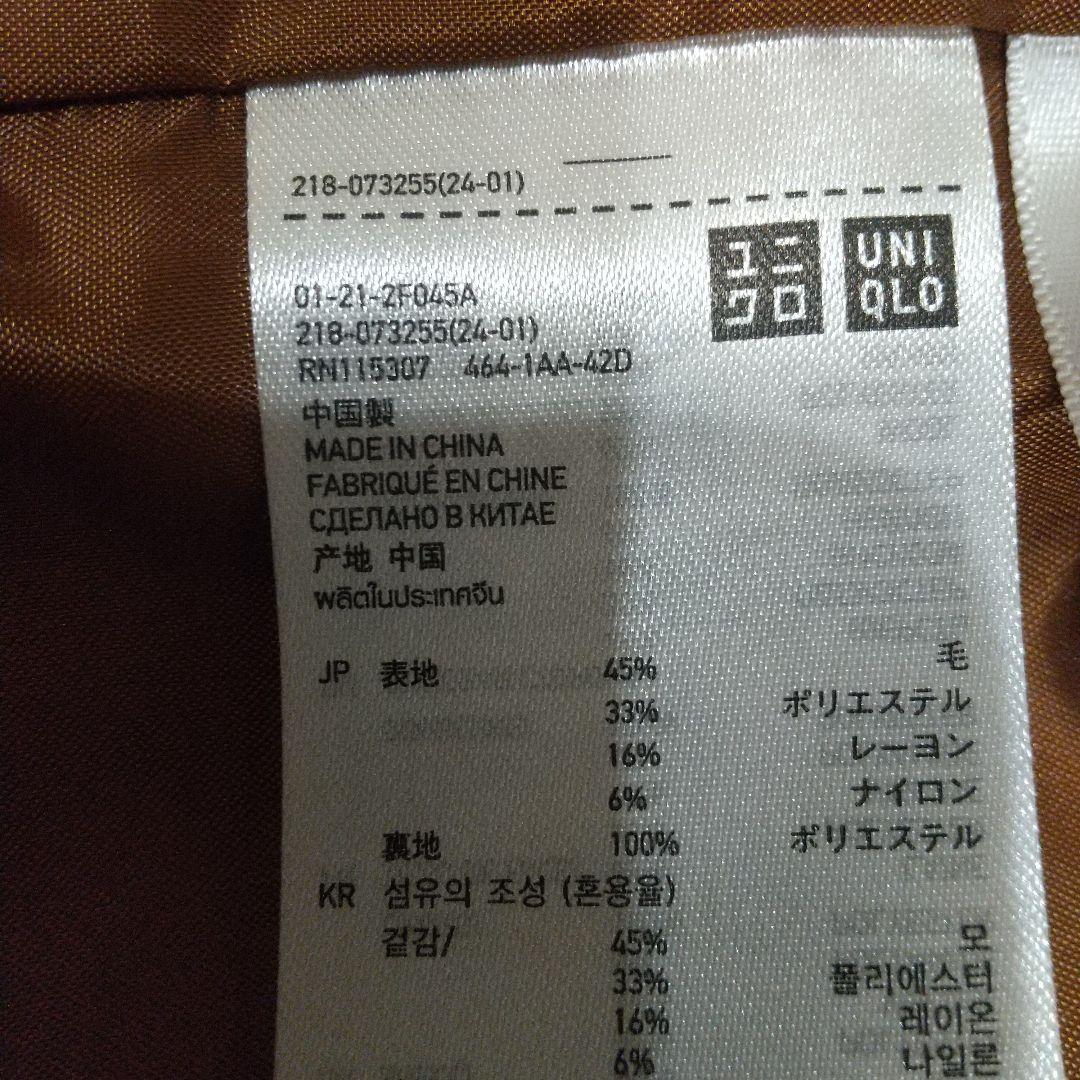 218-073255(24-01)
ユニ
クロ
UNI
QLO
01-21-2F045A
218-073255(24-01)
RN115307 464-1AA-42D
中国製
MADE IN CHINA
FABRIQUÉ EN CHINE
СДЕЛАНО В КИТАЕ
产地 中国
ผลิตในประเทศจีน
JP 表地 45% 毛
33% ポリエステル
16% レーヨン
6% ナイロン
裏地 100% ポリエステル
KR 섬유의 조성 (혼용율)
겉감/ 45% 모
33% 폴리에스터
16% 레이온
6% 나일론